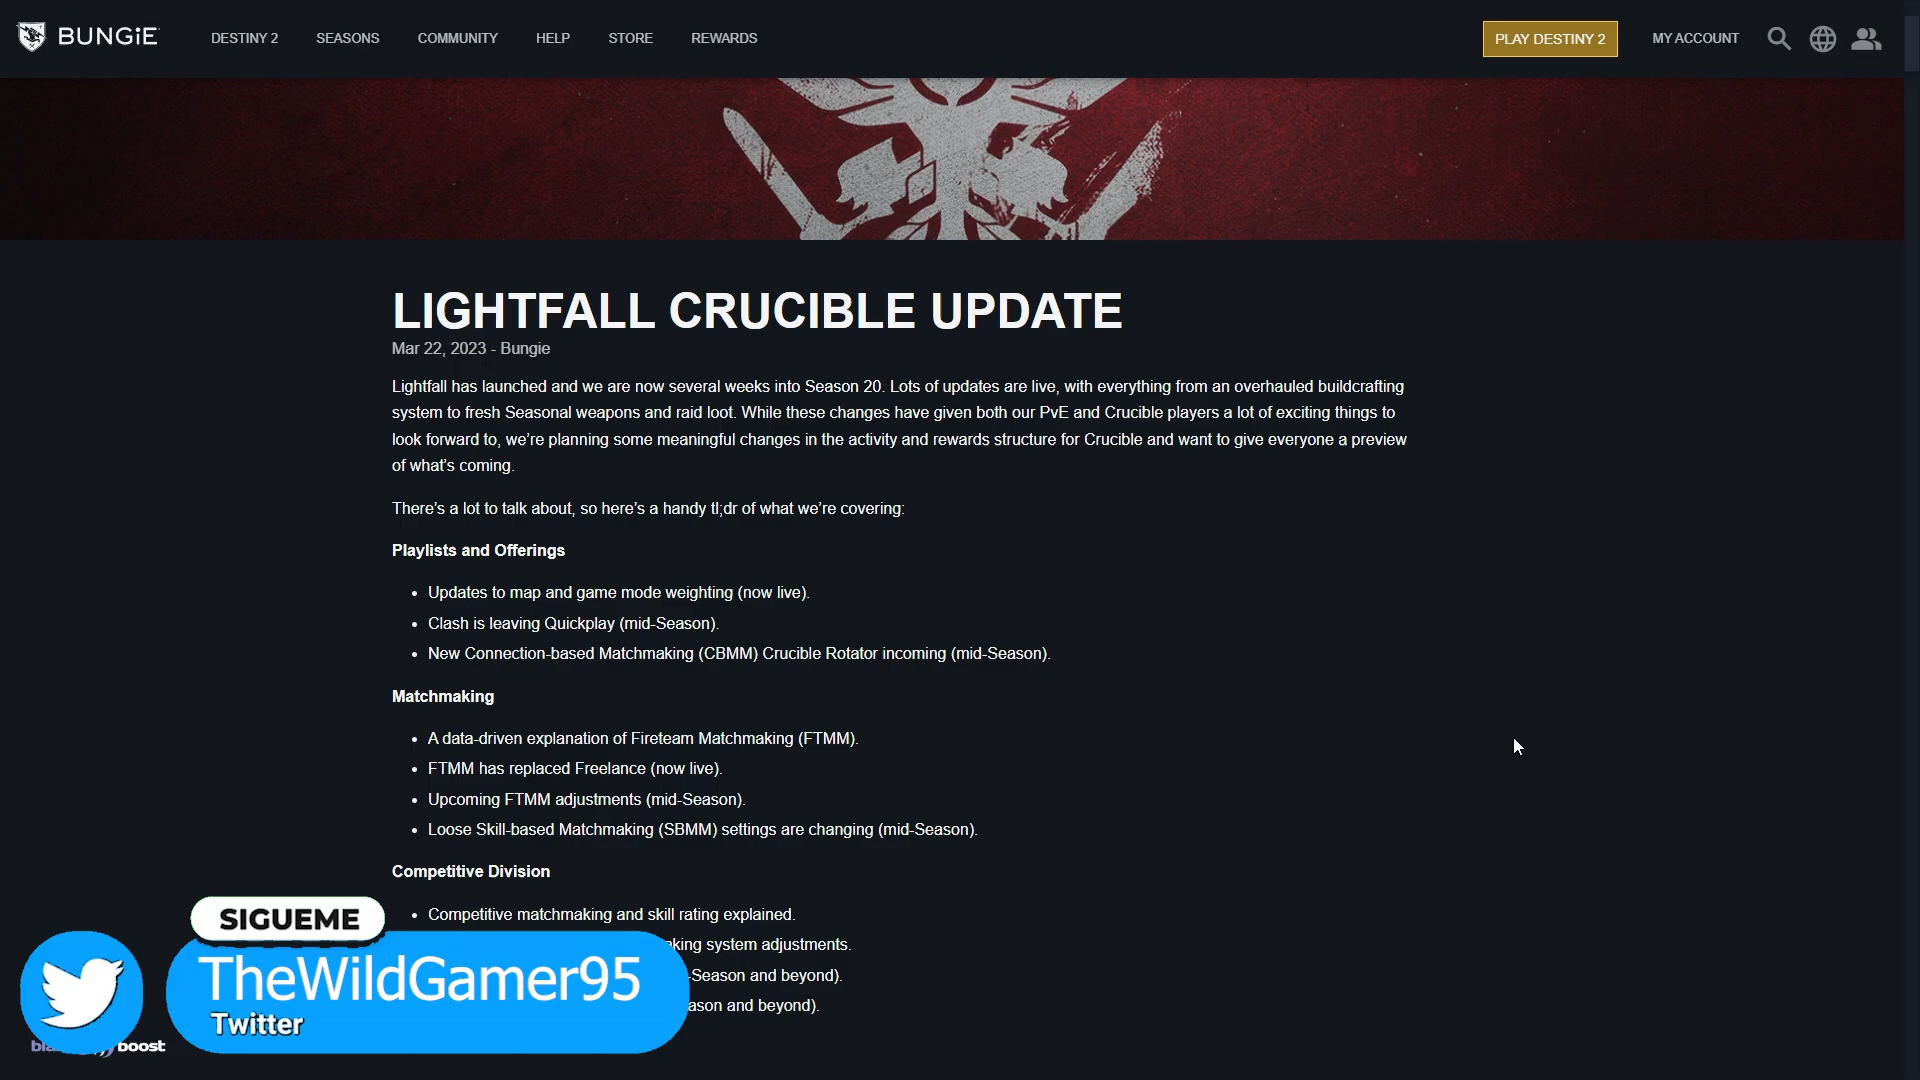 BUNGiE
DESTINY 2 SEASONS COMMUNITY HELP STORE REWARDS
PLAY DESTINY 2 MY ACCOUNT
LIGHTFALL CRUCIBLE UPDATE
Mar 22, 2023 - Bungie
Lightfall has launched and we are now several weeks into Season 20. Lots of updates are live, with everything from an overhauled buildcrafting
system to fresh Seasonal weapons and raid loot. While these changes have given both our PvE and Crucible players a lot of exciting things to
look forward to, we’re planning some meaningful changes in the activity and rewards structure for Crucible and want to give everyone a preview
of what’s coming.
There’s a lot to talk about, so here’s a handy tl;dr of what we’re covering:
Playlists and Offerings
• Updates to map and game mode weighting (now live).
• Clash is leaving Quickplay (mid-Season).
• New Connection-based Matchmaking (CBMM) Crucible Rotator incoming (mid-Season).
Matchmaking
• A data-driven explanation of Fireteam Matchmaking (FTMM).
• FTMM has replaced Freelance (now live).
• Upcoming FTMM adjustments (mid-Season).
• Loose Skill-based Matchmaking (SBMM) settings are changing (mid-Season).
Competitive Division
• Competitive matchmaking and skill rating explained.
system adjustments.
-Season and beyond).
and beyond).
SIGUEME
TheWildGamer95
Twitter
boost